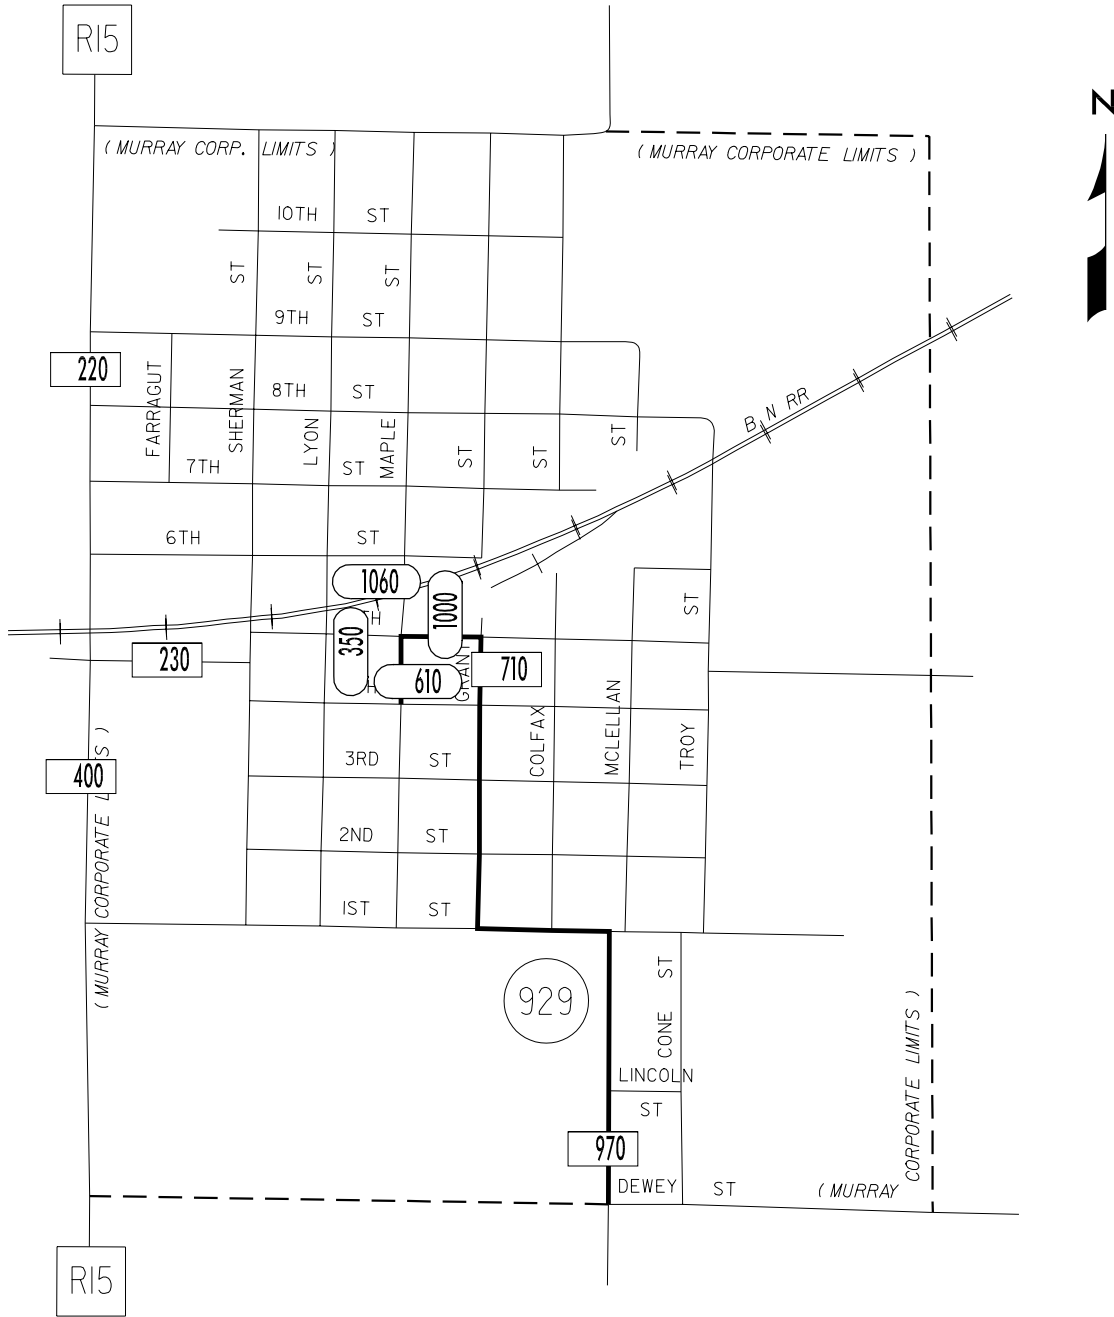 R15
N
( MURRAY CORP. LIMITS )
( MURRAY CORPORATE LIMITS )
10TH ST
ST
ST
ST
9TH ST
220
FARRAGUT
SHERMAN
8TH ST
B N RR
LYON
MAPLE
ST
ST
ST
7TH ST
6TH ST
1060
1000
ST
TH
350
230
610
GRANT
710
COLFAX
MCLELLAN
TROY
3RD ST
400
( MURRAY CORPORATE L S )
2ND ST
1ST ST
929
CONE ST
LINCOLN
ST
970
DEWEY ST
( MURRAY
CORPORATE LIMITS )
R15